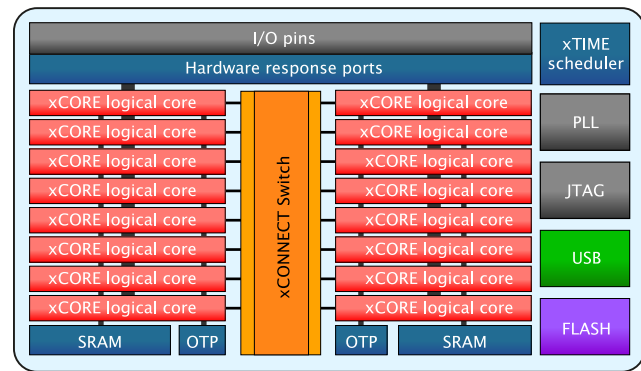 I/O pins
xTIME
scheduler
Hardware response ports
xCORE logical core
xCORE logical core
xCORE logical core
xCORE logical core
xCORE logical core
xCORE logical core
xCORE logical core
xCORE logical core
xCONNECT Switch
xCORE logical core
xCORE logical core
xCORE logical core
xCORE logical core
xCORE logical core
xCORE logical core
xCORE logical core
xCORE logical core
PLL
JTAG
USB
FLASH
SRAM
OTP
OTP
SRAM